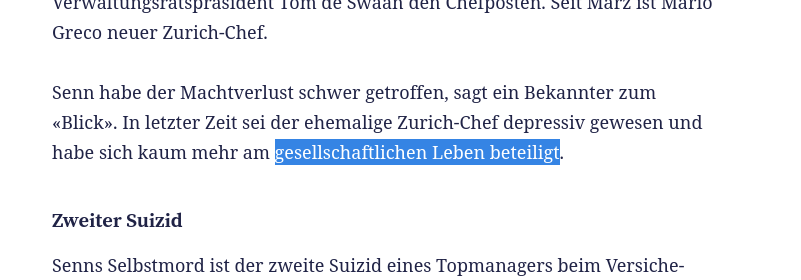 Verwaltungsratspräsident Tom de Swaan den Chefposten. Seit März ist Mario
Greco neuer Zurich-Chef.
Senn habe der Machtverlust schwer getroffen, sagt ein Bekannter zum
«Blick». In letzter Zeit sei der ehemalige Zurich-Chef depressiv gewesen und
habe sich kaum mehr am gesellschaftlichen Leben beteiligt.
Zweiter Suizid
Senns Selbstmord ist der zweite Suizid eines Topmanagers beim Versiche-